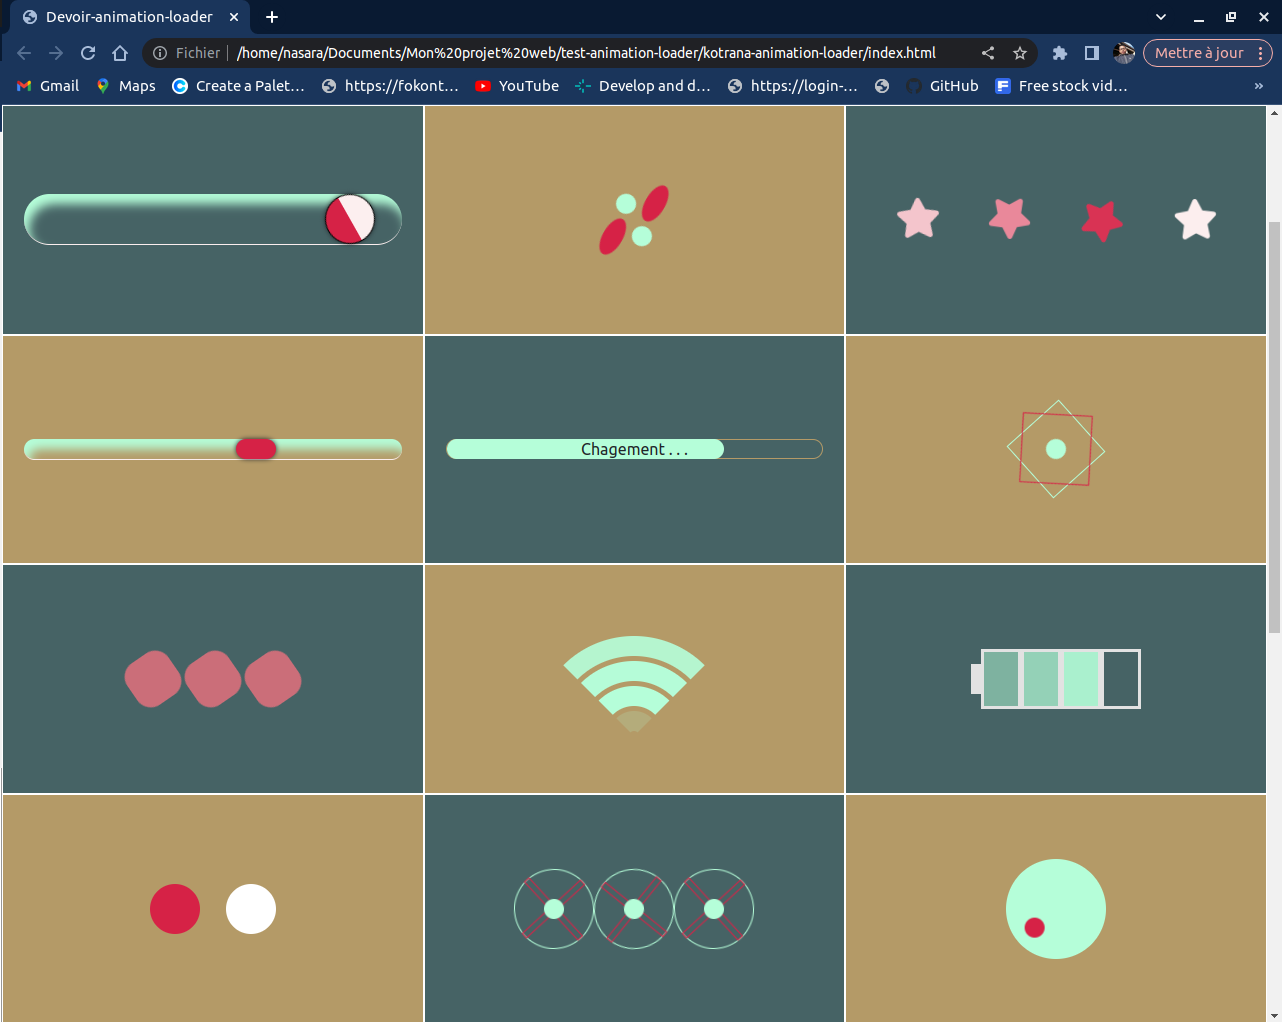 Devoir-animation-loader
Fichier /home/nasara/Documents/Mon%20projet%20web/test-animation-loader/kotrana-animation-loader/index.html Mettre à jour
Gmail Maps Create a Palet… https://fokont… YouTube Develop and d… https://login-… GitHub Free stock vid… »
Chagement . . .